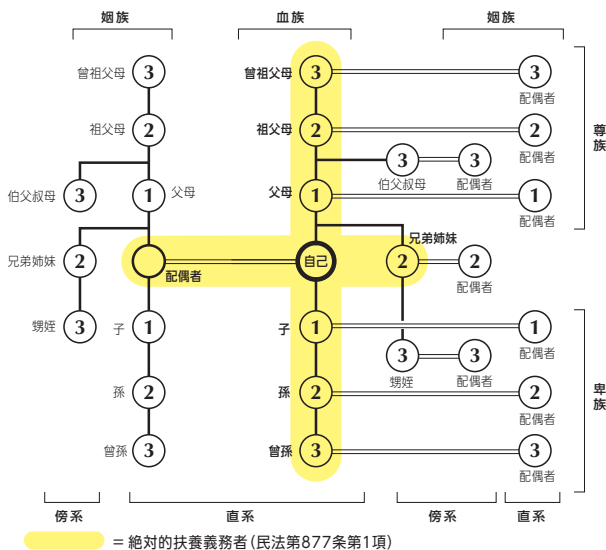 姻族 血族 姻族
曾祖父母 3 曾祖父母 3 3
配偶者
祖父母 2 祖父母 2 2
配偶者
3 3
伯父叔母 配偶者
伯父叔母 3 1 父母 父母 1 1
配偶者
尊族
兄弟姉妹
兄弟姉妹 2 配偶者 自己 2 2
配偶者
甥姪 3 子 1 子 1 1
配偶者
3 3
甥姪 配偶者
孫 2 孫 2 2
配偶者
卑族
曾孫 3 曾孫 3 3
配偶者
傍系 直系 傍系 直系
= 絶対的扶養義務者(民法第877条第1項)